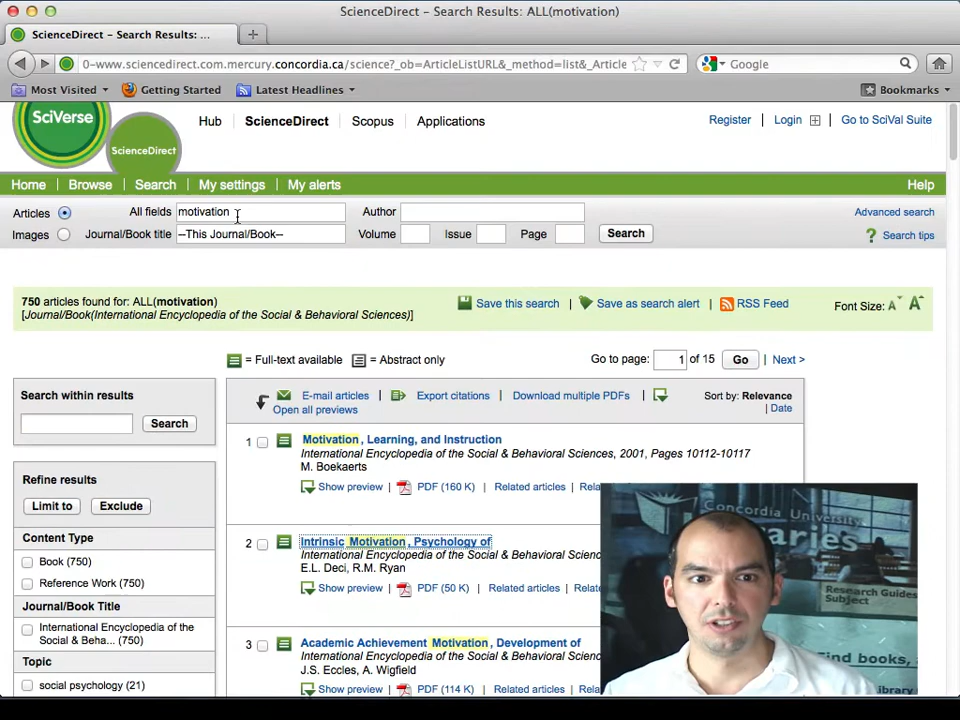 ScienceDirect – Search Results: ALL(motivation)
ScienceDirect – Search Results: ...
0-www.sciencedirect.com.mercury.concordia.ca/science?_ob=ArticleListURL&_method=list&_Article
Google
Most Visited
Getting Started
Latest Headlines
Bookmarks
SciVerse
ScienceDirect
Hub
ScienceDirect
Scopus
Applications
Register
Login
Go to SciVal Suite
Home
Browse
Search
My settings
My alerts
Help
Articles
All fields
motivation
Author
Advanced search
Images
Journal/Book title
--This Journal/Book--
Volume
Issue
Page
Search
? Search tips
750 articles found for: ALL(motivation)
[Journal/Book(International Encyclopedia of the Social & Behavioral Sciences)]
Save this search
Save as search alert
RSS Feed
Font Size: A A
= Full-text available
= Abstract only
Go to page: 1 of 15
Go
Next >
Search within results
Search
Refine results
Limit to
Exclude
Content Type
Book (750)
Reference Work (750)
Journal/Book Title
International Encyclopedia of the
Social & Beha... (750)
Topic
social psychology (21)
E-mail articles
Export citations
Download multiple PDFs
Open all previews
Sort by: Relevance
Date
1
Motivation, Learning, and Instruction
International Encyclopedia of the Social & Behavioral Sciences, 2001, Pages 10112-10117
M. Boekaerts
Show preview | PDF (160 K) | Related articles | Rela
2
Intrinsic Motivation, Psychology of
International Encyclopedia of the Social & Behavioral Scienc
E.L. Deci, R.M. Ryan
Show preview | PDF (50 K) | Related articles | Relate
3
Academic Achievement Motivation, Development of
International Encyclopedia of the Social & Behavioral Scienc
J.S. Eccles, A. Wigfield
Show preview | PDF (114 K) | Related articles | Rela
Concordia University
Libraries
Research Guides
Subject
Find books,